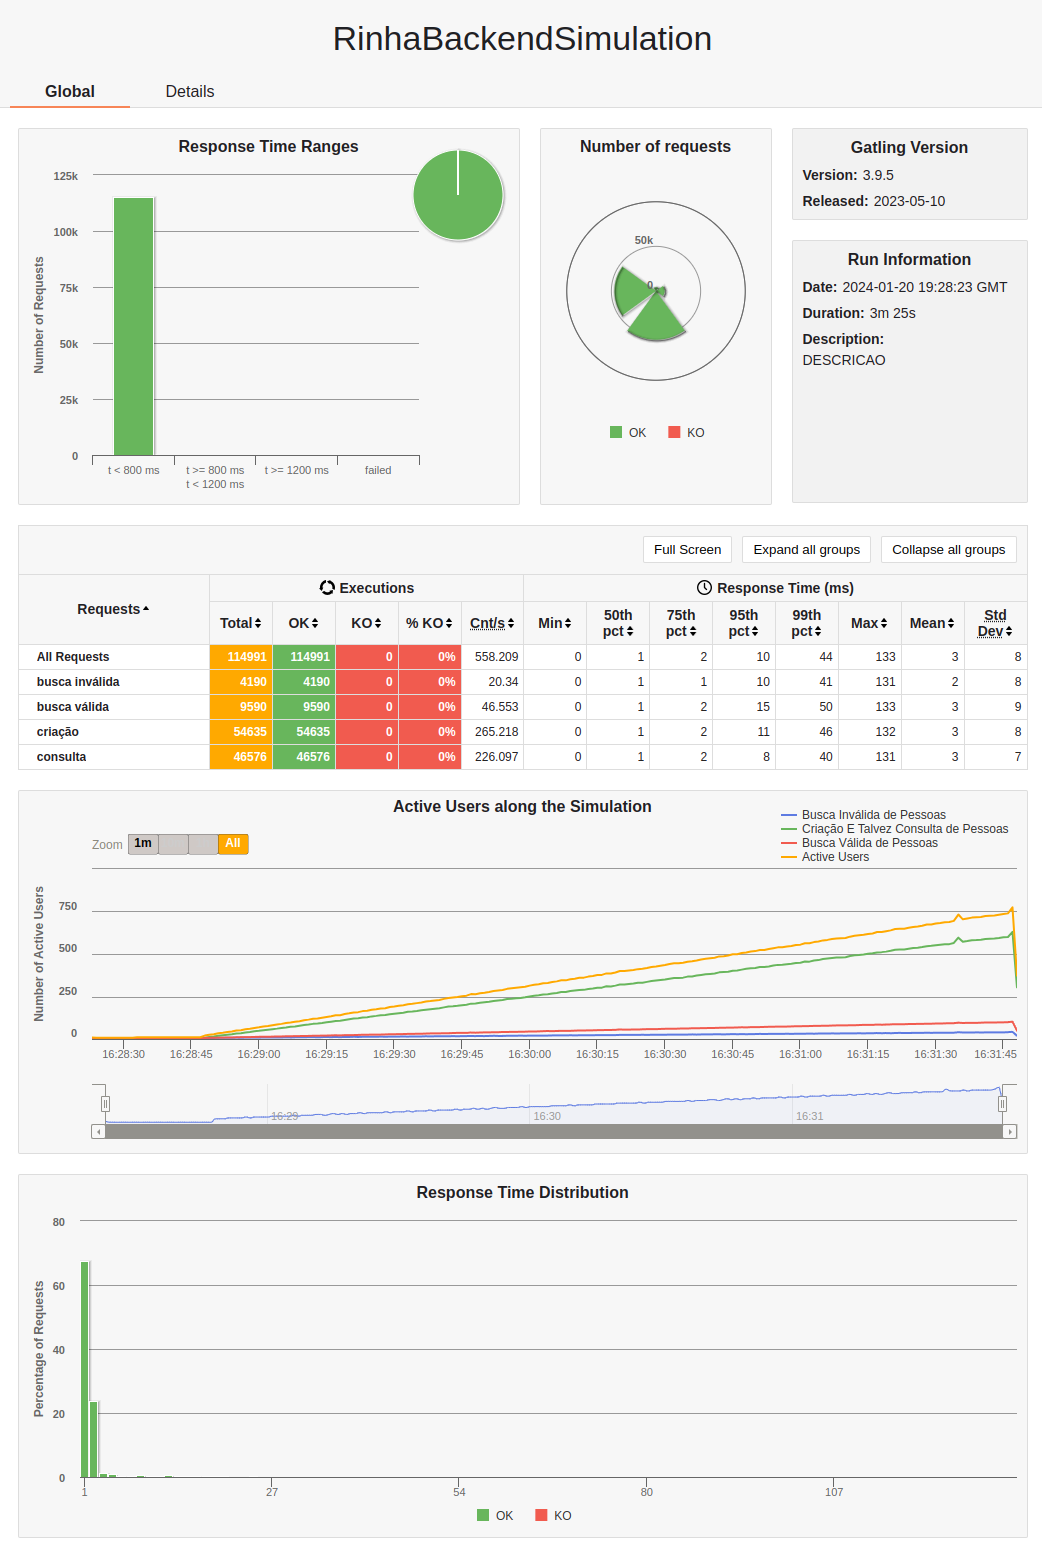 RinhaBackendSimulation
Global Details
Response Time Ranges
125k
100k
75k
50k
25k
0
Number of Requests
t < 800 ms t >= 800 ms t >= 1200 ms failed
t < 1200 ms
Number of requests
50k
0
OK KO
Gatling Version
Version: 3.9.5
Released: 2023-05-10
Run Information
Date: 2024-01-20 19:28:23 GMT
Duration: 3m 25s
Description:
DESCRICAO
Full Screen Expand all groups Collapse all groups
Requests Executions Response Time (ms)
Total OK KO % KO Cnt/s Min 50th pct 75th pct 95th pct 99th pct Max Mean Std Dev
All Requests 114991 114991 0 0% 558.209 0 1 2 10 44 133 3 8
busca inválida 4190 4190 0 0% 20.34 0 1 1 10 41 131 2 8
busca válida 9590 9590 0 0% 46.553 0 1 2 15 50 133 3 9
criação 54635 54635 0 0% 265.218 0 1 2 11 46 132 3 8
consulta 46576 46576 0 0% 226.097 0 1 2 8 40 131 3 7
Active Users along the Simulation
Zoom 1m All
Busca Inválida de Pessoas
Criação E Talvez Consulta de Pessoas
Busca Válida de Pessoas
Active Users
Number of Active Users
750
500
250
0
16:28:30 16:28:45 16:29:00 16:29:15 16:29:30 16:29:45 16:30:00 16:30:15 16:30:30 16:30:45 16:31:00 16:31:15 16:31:30 16:31:45
16:29 16:30 16:31
Response Time Distribution
80
60
40
20
0
Percentage of Requests
1 27 54 80 107
OK KO